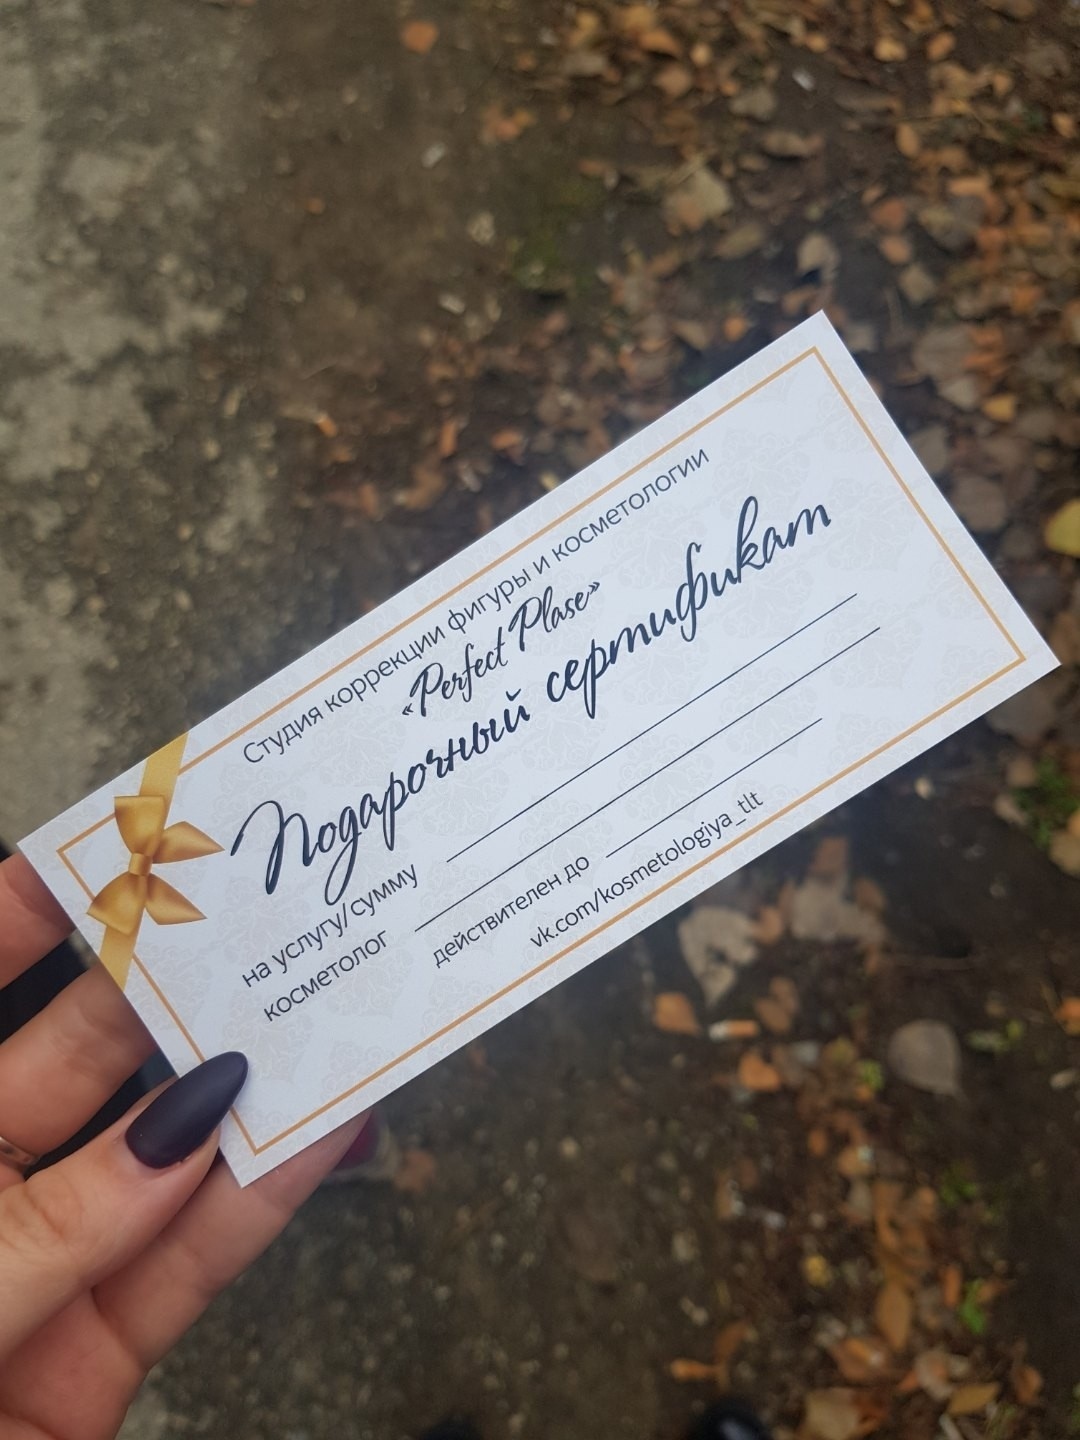 Студия коррекции фигуры и косметологии
«Perfect Plase»
Подарочный сертификат
на услугу/сумму
косметолог
действителен до
vk.com/kosmetologiya_tlt